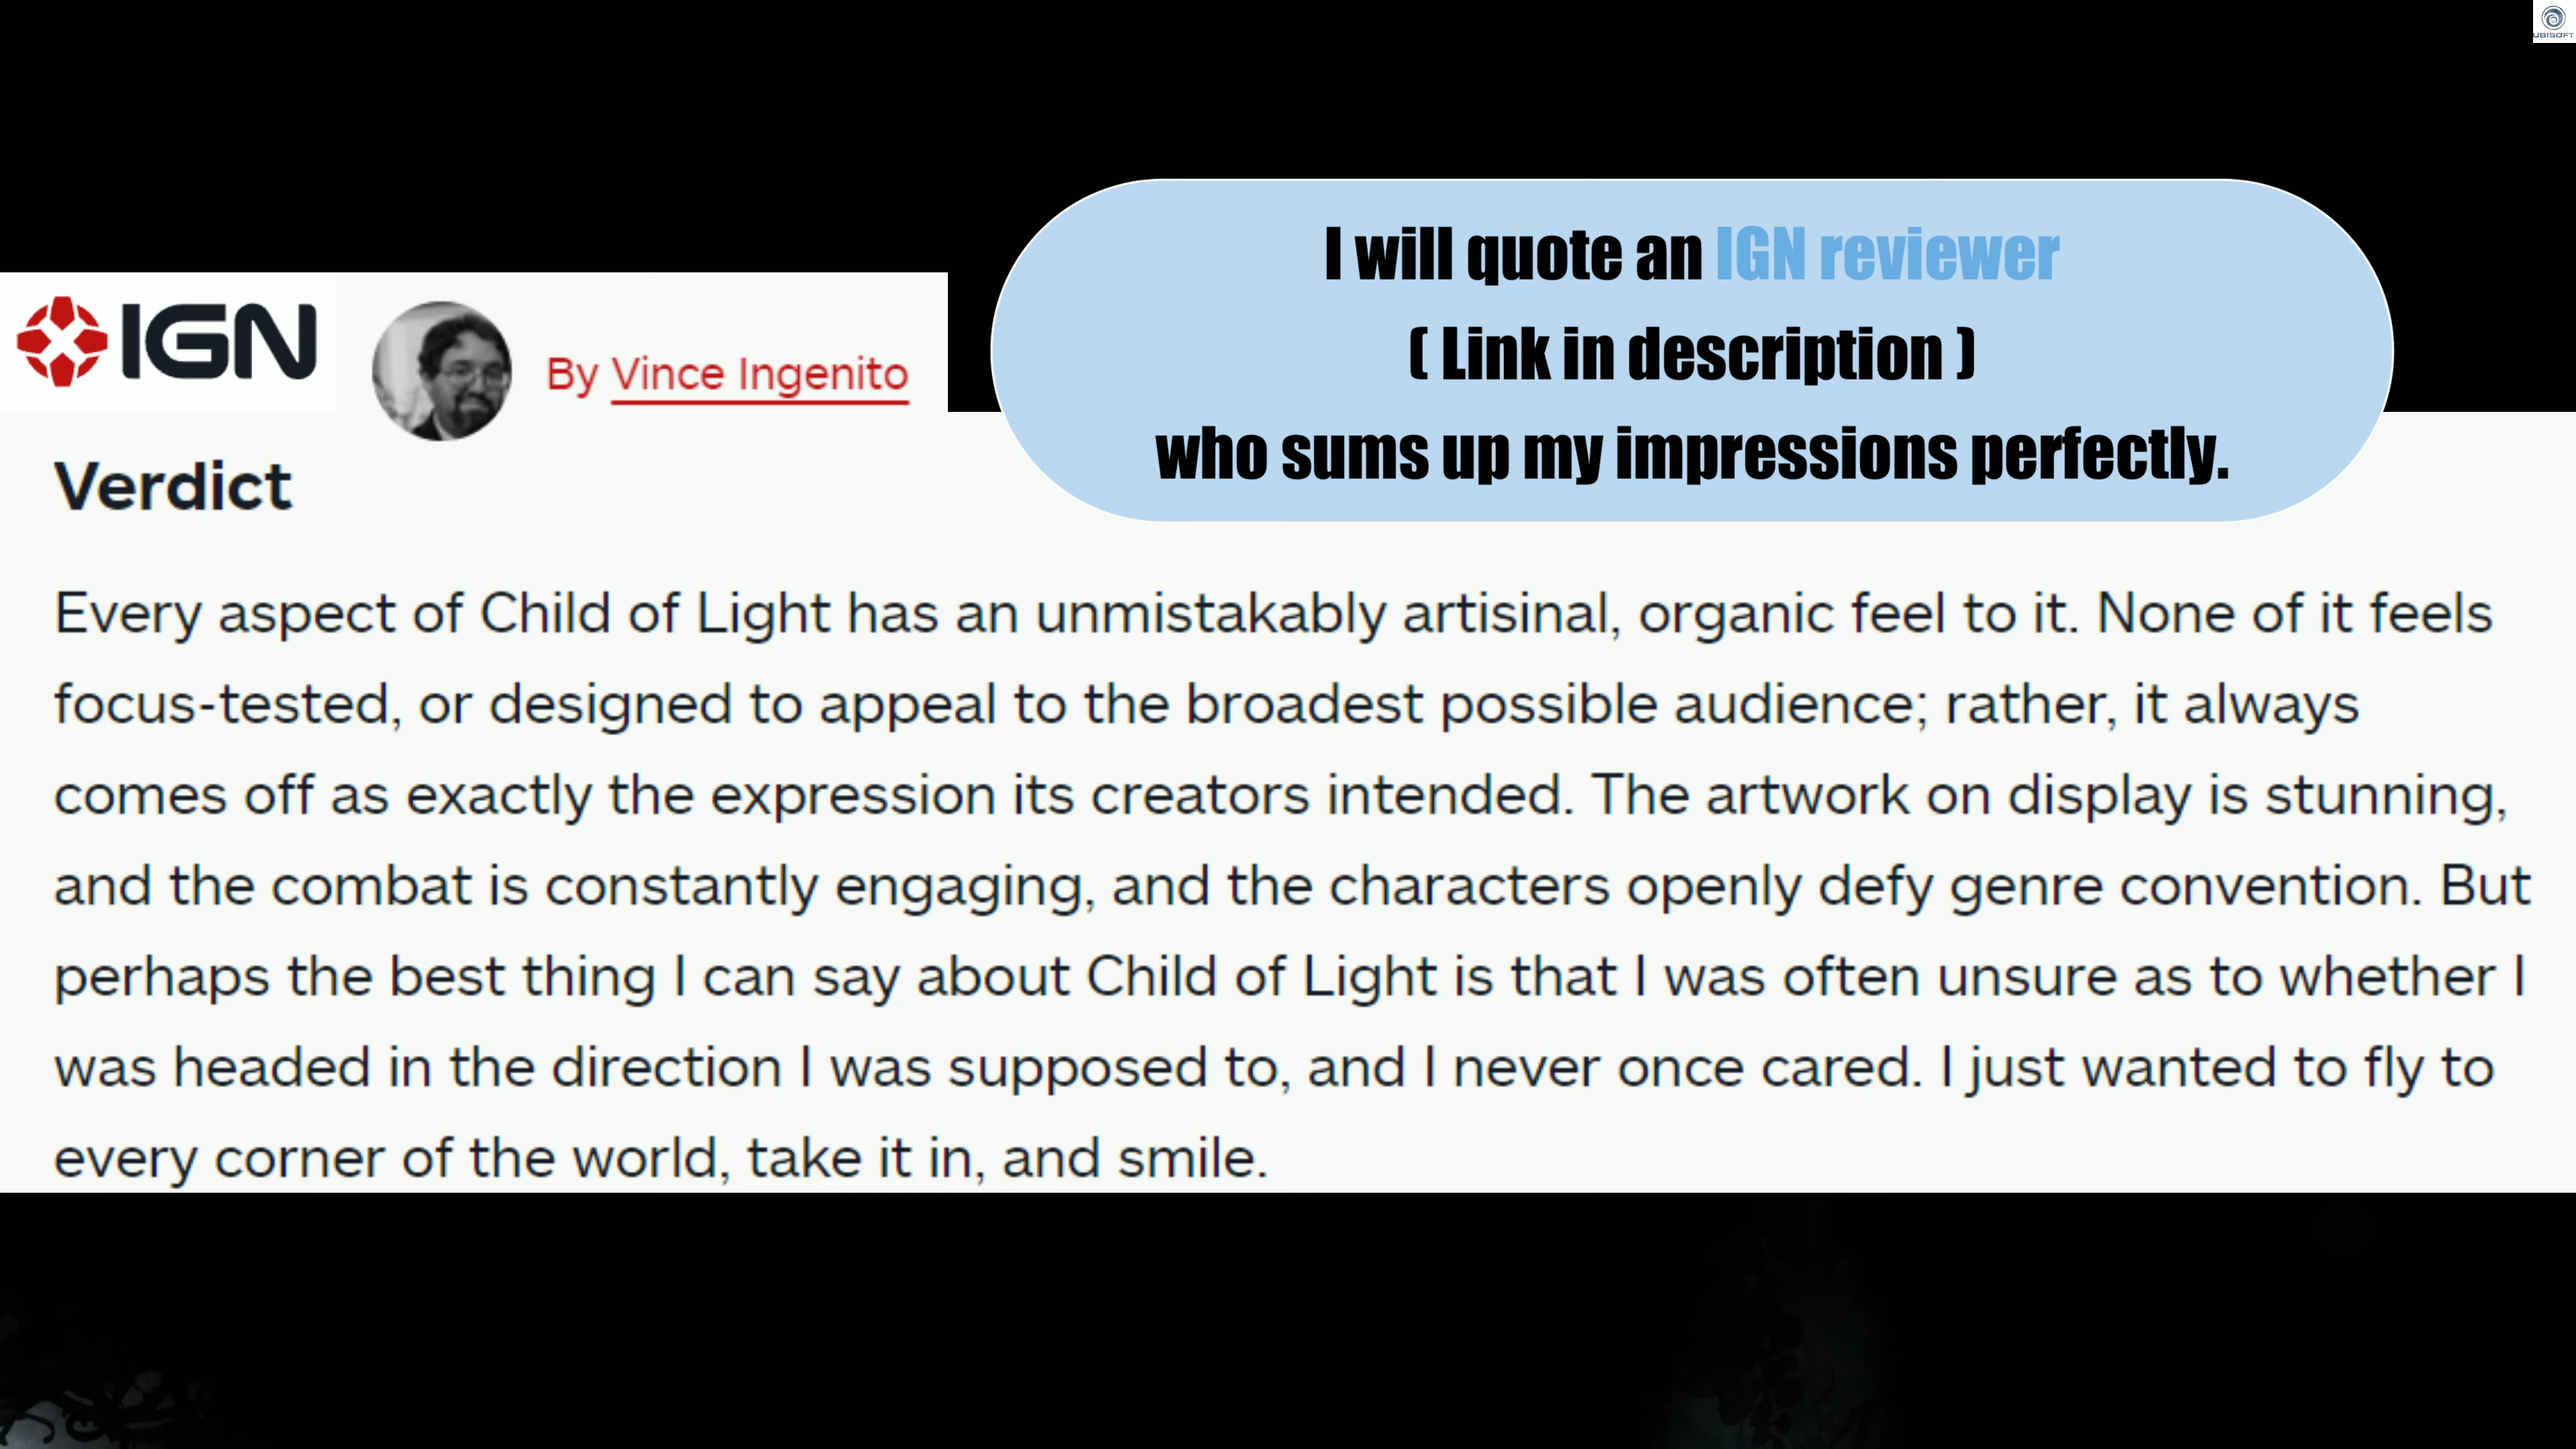 UBISOFT
I will quote an IGN reviewer
( Link in description )
who sums up my impressions perfectly.
IGN
By Vince Ingenito
Verdict
Every aspect of Child of Light has an unmistakably artisinal, organic feel to it. None of it feels
focus-tested, or designed to appeal to the broadest possible audience; rather, it always
comes off as exactly the expression its creators intended. The artwork on display is stunning,
and the combat is constantly engaging, and the characters openly defy genre convention. But
perhaps the best thing I can say about Child of Light is that I was often unsure as to whether I
was headed in the direction I was supposed to, and I never once cared. I just wanted to fly to
every corner of the world, take it in, and smile.